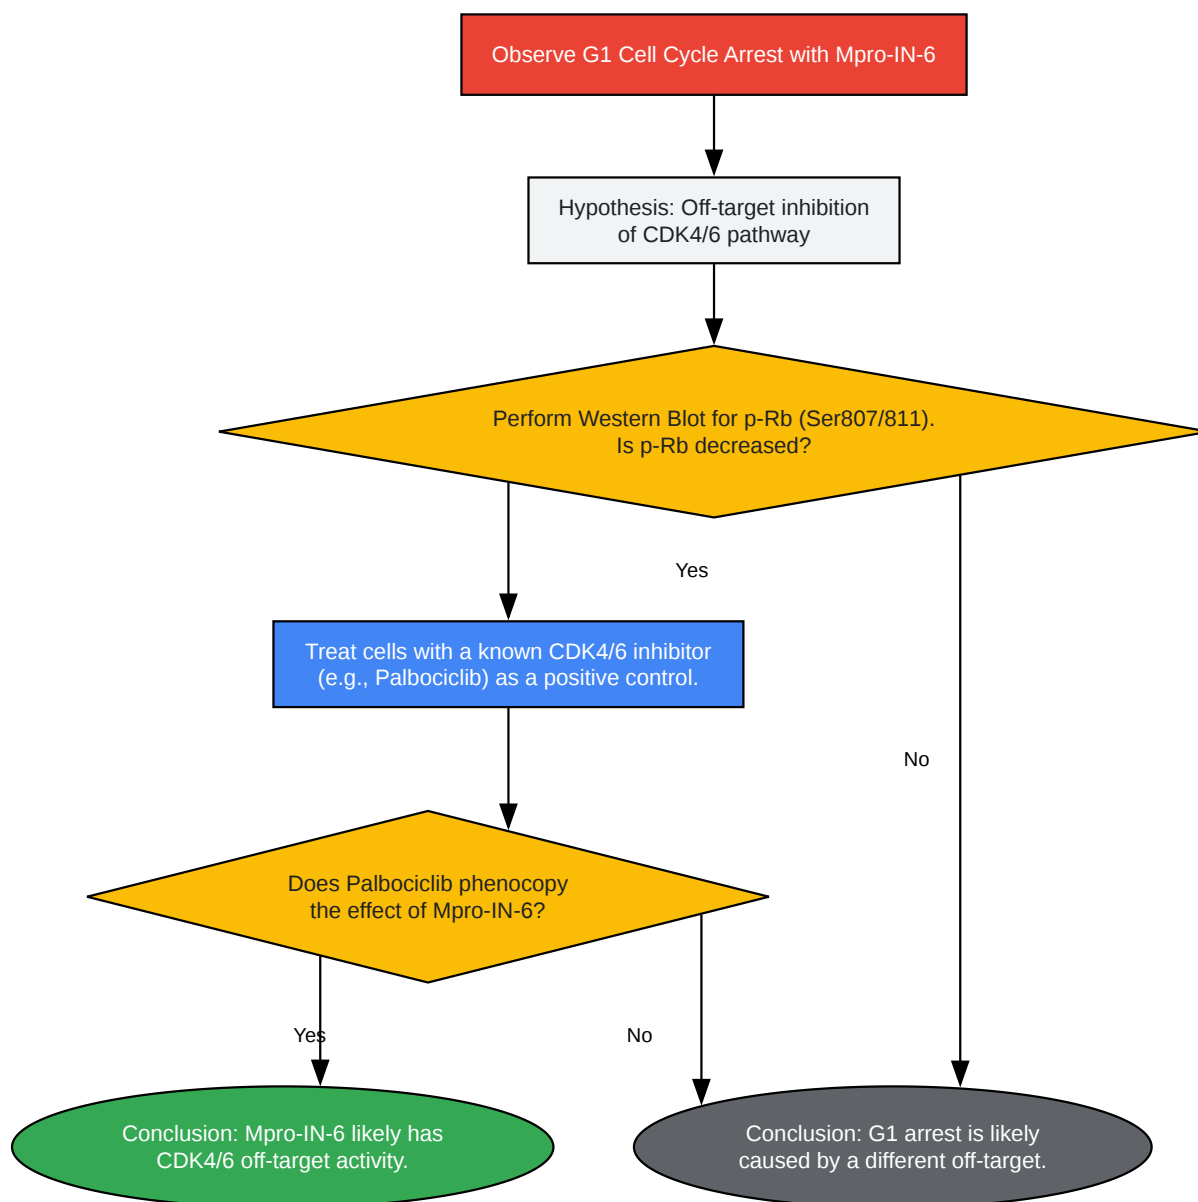 Observe G1 Cell Cycle Arrest with Mpro-IN-6
Hypothesis: Off-target inhibition
of CDK4/6 pathway
Perform Western Blot for p-Rb (Ser807/811).
Is p-Rb decreased?
Yes
Treat cells with a known CDK4/6 inhibitor
(e.g., Palbociclib) as a positive control.
No
Does Palbociclib phenocopy
the effect of Mpro-IN-6?
Yes
No
Conclusion: Mpro-IN-6 likely has
CDK4/6 off-target activity.
Conclusion: G1 arrest is likely
caused by a different off-target.